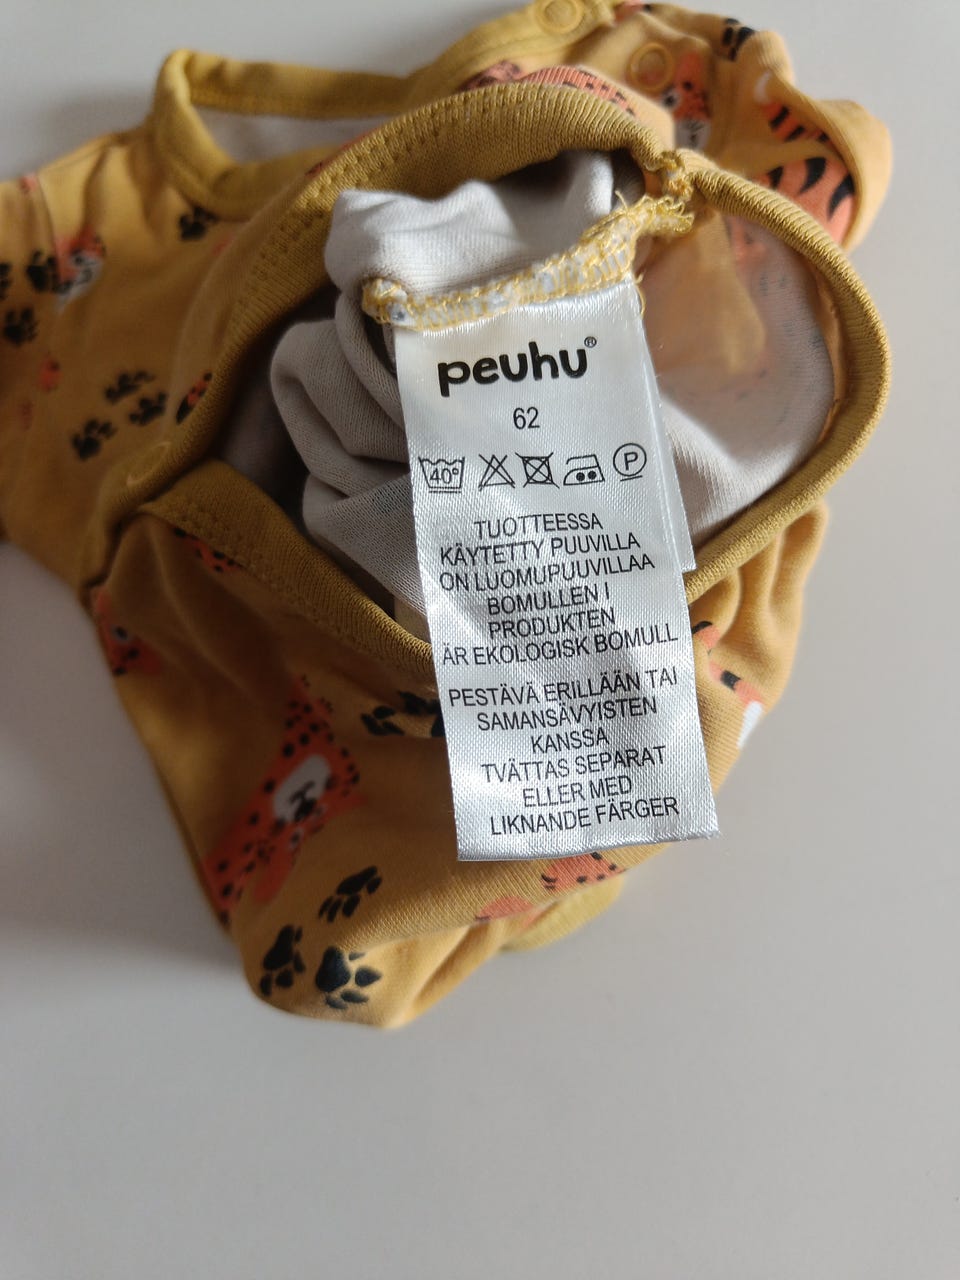 peuhu®
62
40° P
TUOTTEESSA
KÄYTETTY PUUVILLA
ON LUOMUPUUVILLAA
BOMULLEN I
PRODUKTEN
ÄR EKOLOGISK BOMULL
PESTÄVÄ ERILLÄÄN TAI
SAMANSÄVYISTEN
KANSSA
TVÄTTAS SEPARAT
ELLER MED
LIKNANDE FÄRGER